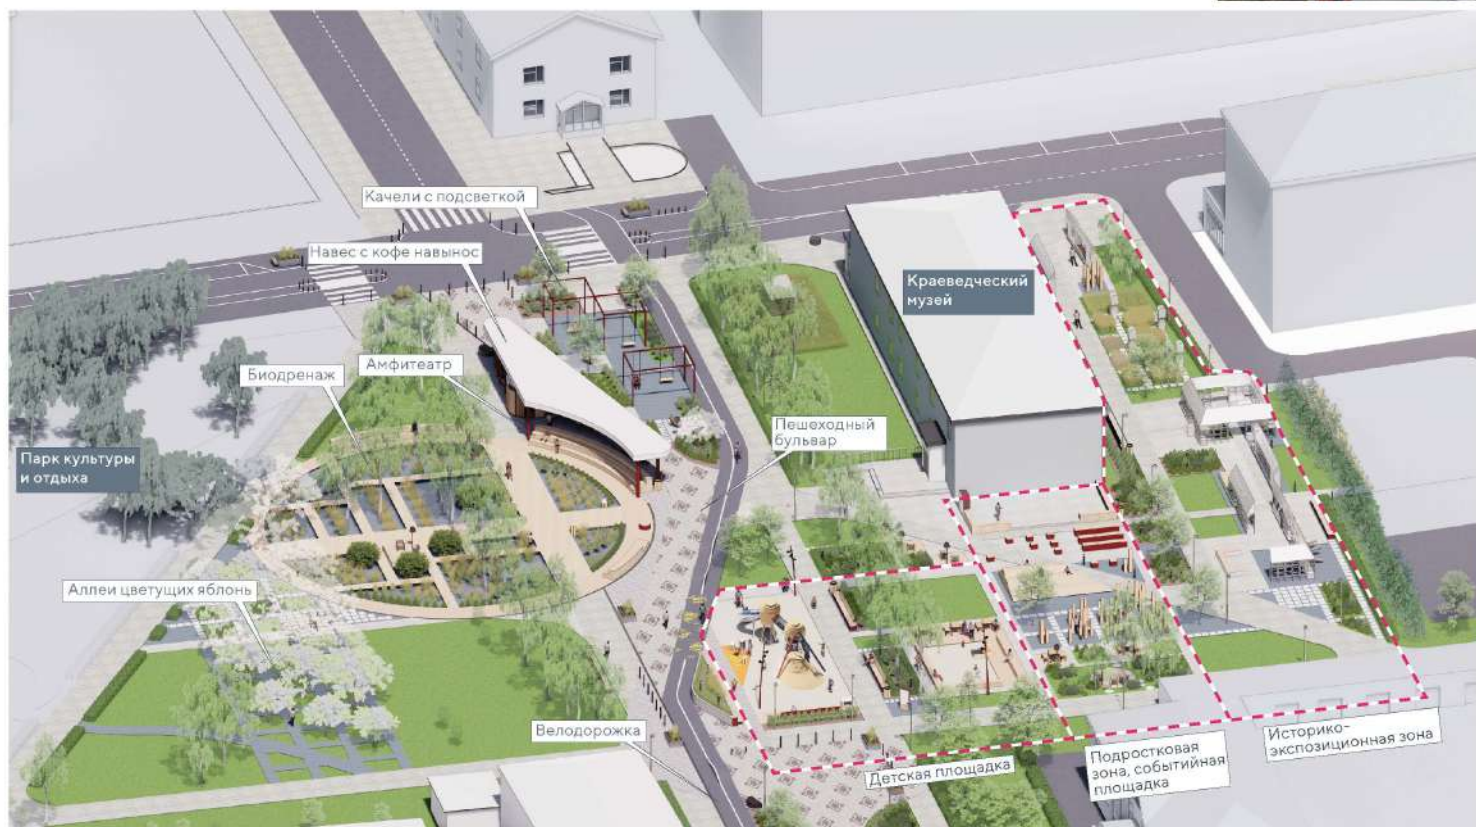 Качели с подсветкой
Навес с кофе навынос
Амфитеатр
Биодренаж
Парк культуры
и отдыха
Аллеи цветущих яблонь
Краеведческий
музей
Пешеходный
бульвар
Велодорожка
Детская площадка
Подростковая
зона, событийная
площадка
Историко-
экспозиционная зона